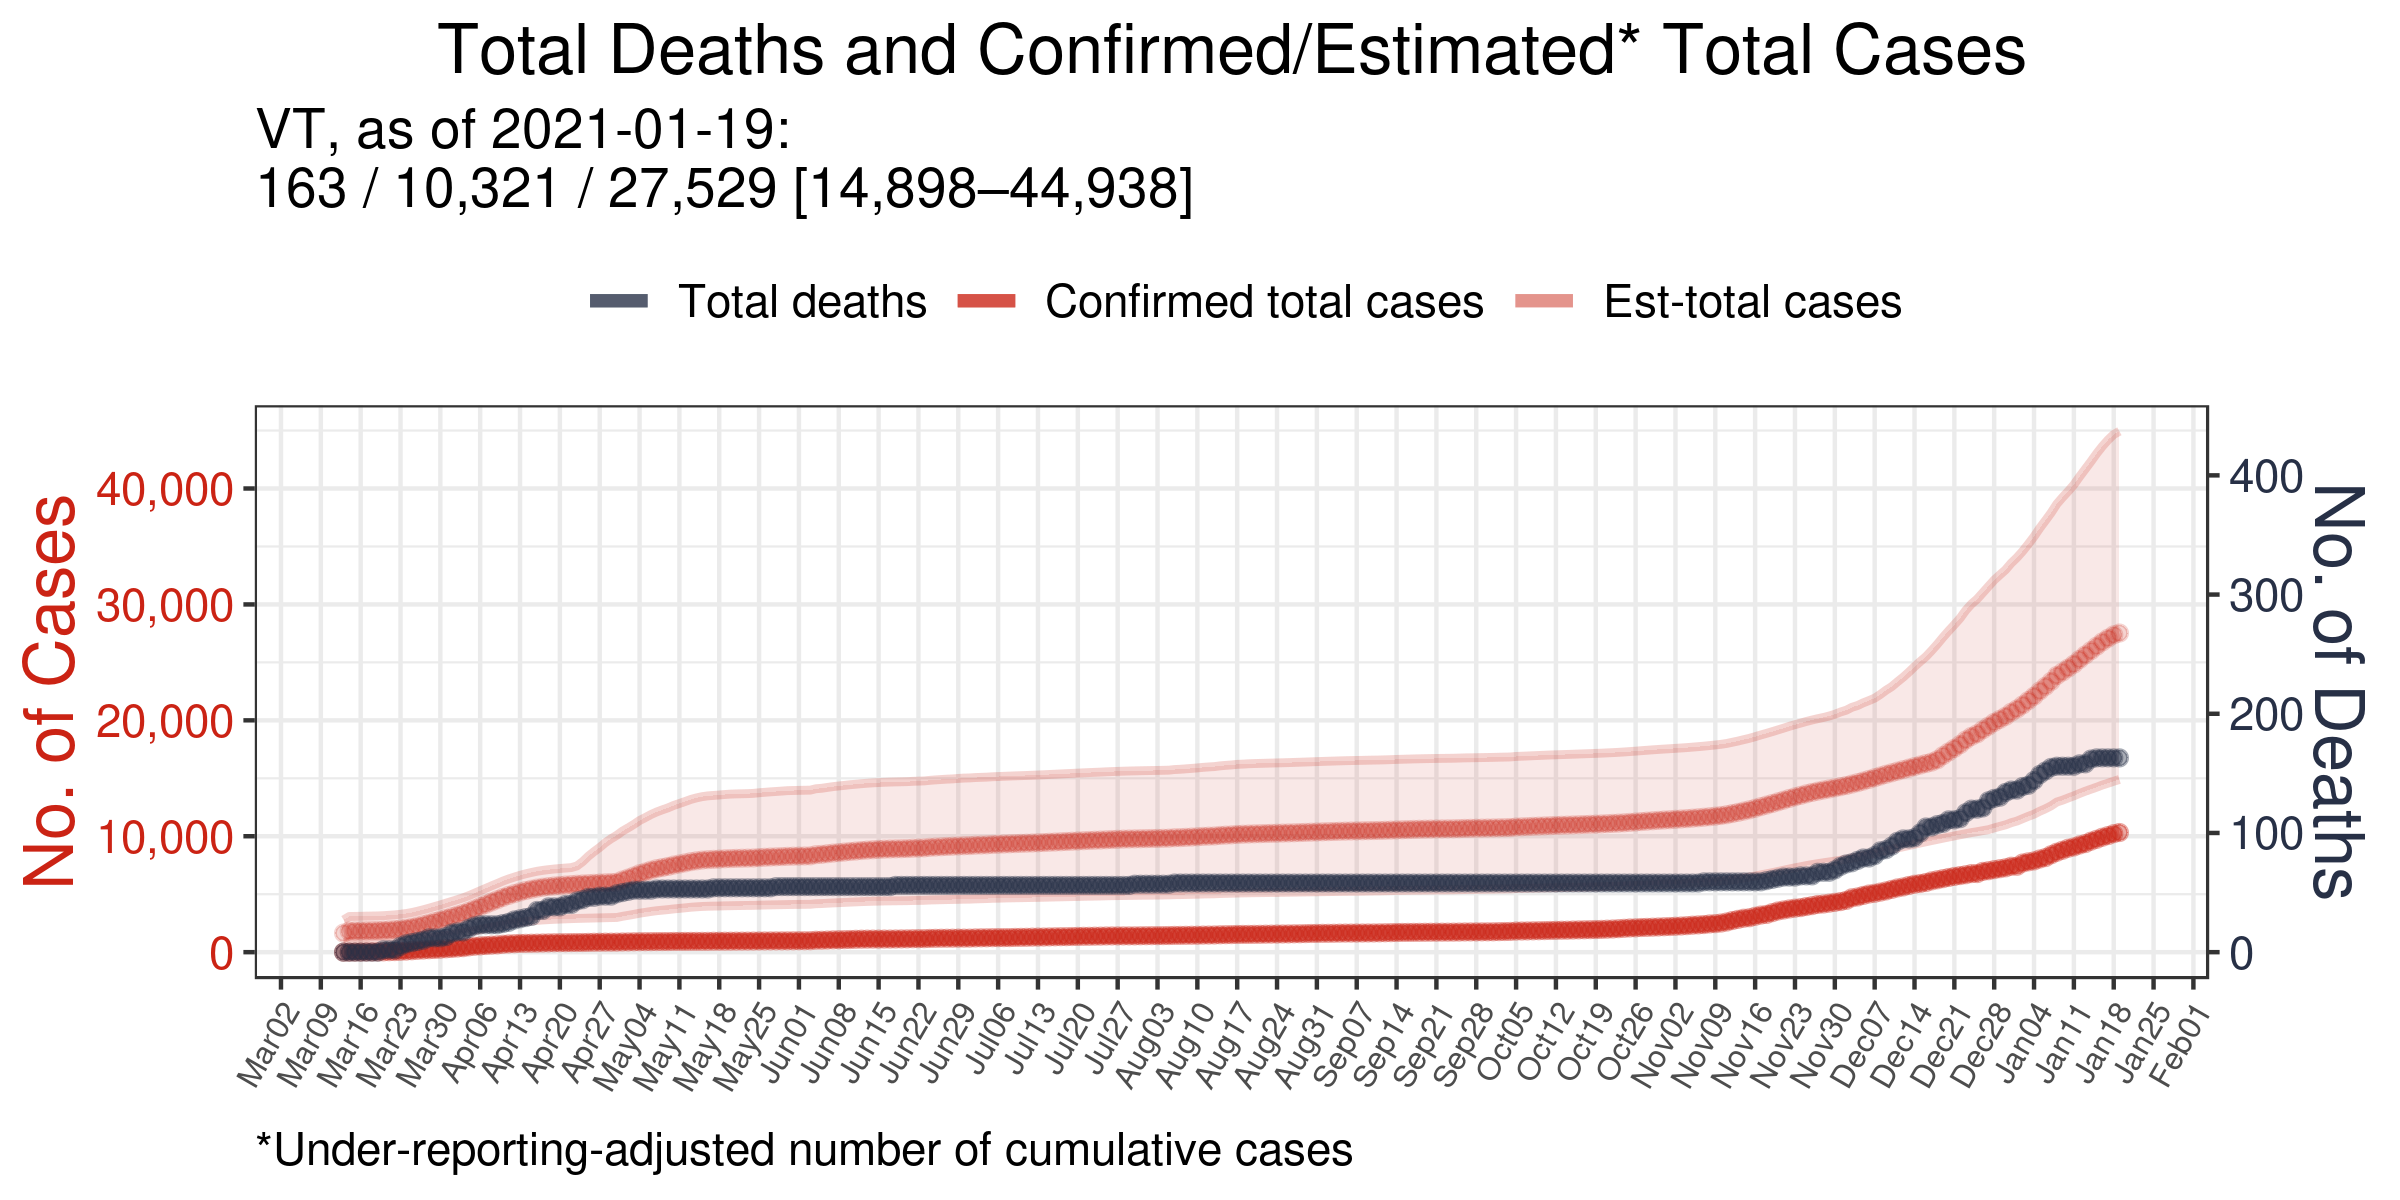 Total Deaths and Confirmed/Estimated* Total Cases
VT, as of 2021-01-19:
163 / 10,321 / 27,529 [14,898–44,938]
Total deaths
Confirmed total cases
Est-total cases
No. of Cases
40,000
30,000
20,000
10,000
0
400
300
200
100
0
No. of Deaths
Mar02
Mar09
Mar16
Mar23
Mar30
Apr06
Apr13
Apr20
Apr27
May04
May11
May18
May25
Jun01
Jun08
Jun15
Jun22
Jun29
Jul06
Jul13
Jul20
Jul27
Aug03
Aug10
Aug17
Aug24
Aug31
Sep07
Sep14
Sep21
Sep28
Oct05
Oct12
Oct19
Oct26
Nov02
Nov09
Nov16
Nov23
Nov30
Dec07
Dec14
Dec21
Dec28
Jan04
Jan11
Jan18
Jan25
Feb01
*Under-reporting-adjusted number of cumulative cases